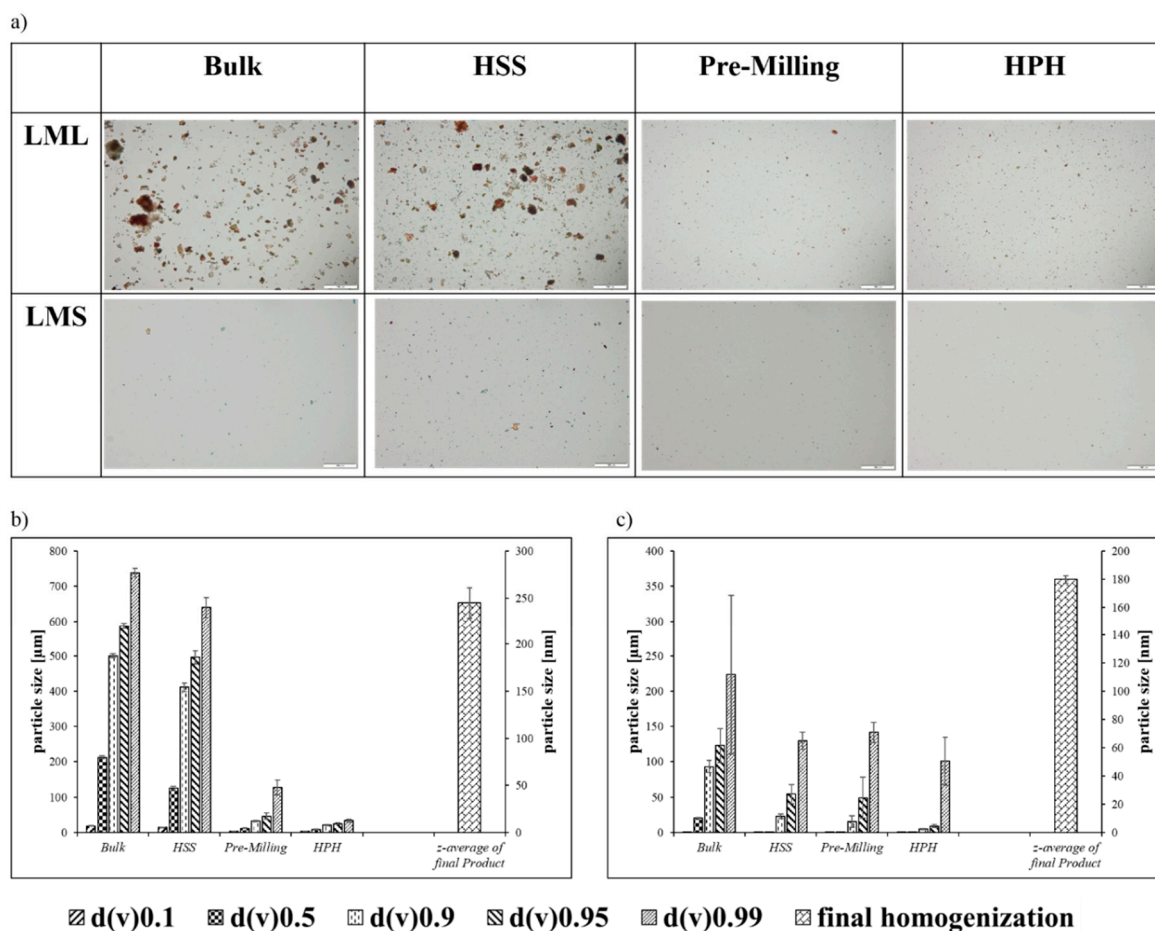 a)
Bulk HSS Pre-Milling HPH
LML
LMS
b)
800
700
600
500
400
300
200
100
0
particle size [µm]
300
250
200
150
100
50
0
particle size [nm]
Bulk HSS Pre-Milling HPH z-average of
final Product
c)
400
350
300
250
200
150
100
50
0
particle size [µm]
200
180
160
140
120
100
80
60
40
20
0
particle size [nm]
Bulk HSS Pre-Milling HPH z-average of
final Product
d(v)0.1 d(v)0.5 d(v)0.9 d(v)0.95 d(v)0.99 final homogenization